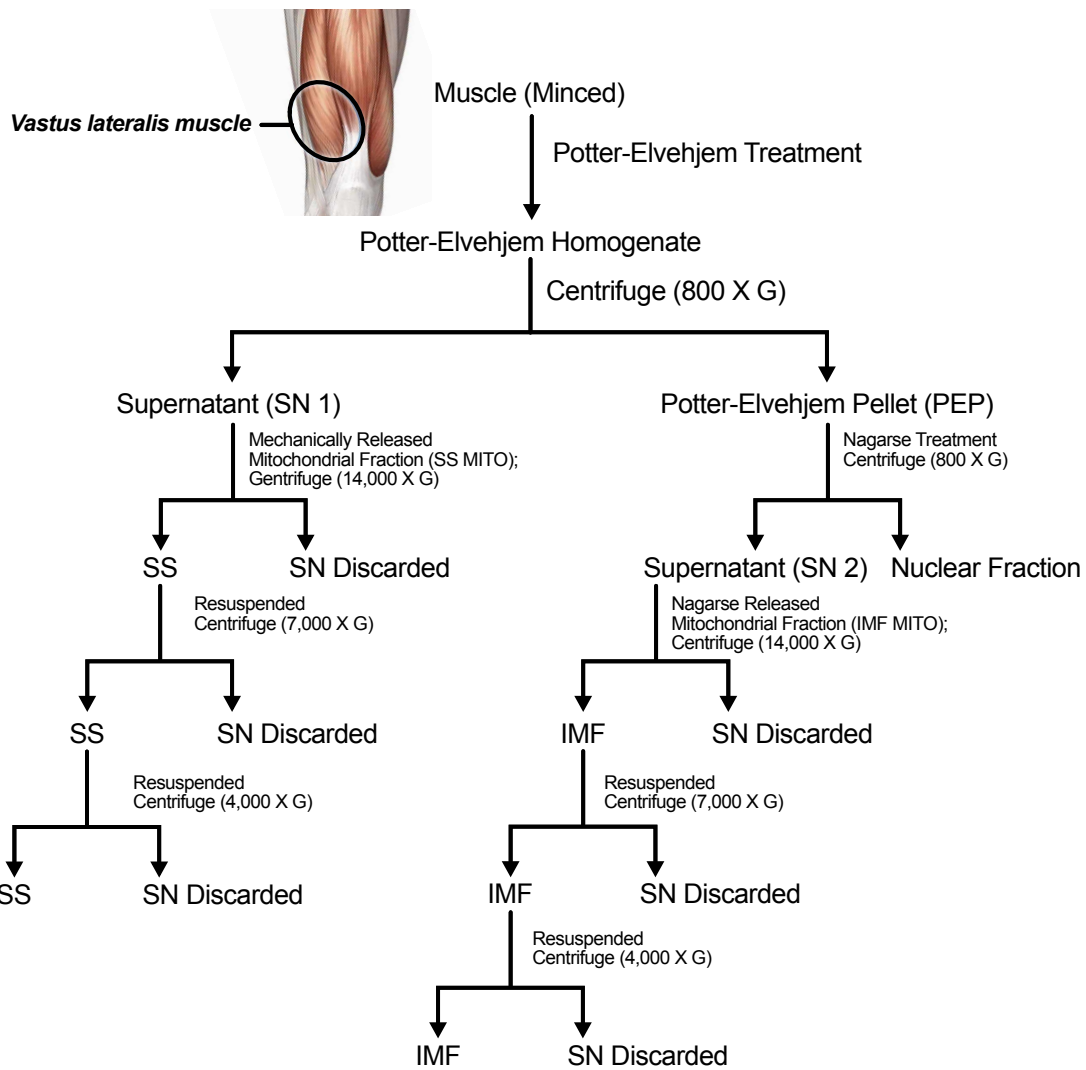 Vastus lateralis muscle
Muscle (Minced)
Potter-Elvehjem Treatment
Potter-Elvehjem Homogenate
Centrifuge (800 X G)
Supernatant (SN 1)
Potter-Elvehjem Pellet (PEP)
Mechanically Released
Mitochondrial Fraction (SS MITO);
Gentrifuge (14,000 X G)
Nagarse Treatment
Centrifuge (800 X G)
SS
SN Discarded
Supernatant (SN 2)
Nuclear Fraction
Resuspended
Centrifuge (7,000 X G)
Nagarse Released
Mitochondrial Fraction (IMF MITO);
Centrifuge (14,000 X G)
SS
SN Discarded
IMF
SN Discarded
Resuspended
Centrifuge (4,000 X G)
Resuspended
Centrifuge (7,000 X G)
SS
SN Discarded
IMF
SN Discarded
Resuspended
Centrifuge (4,000 X G)
IMF
SN Discarded